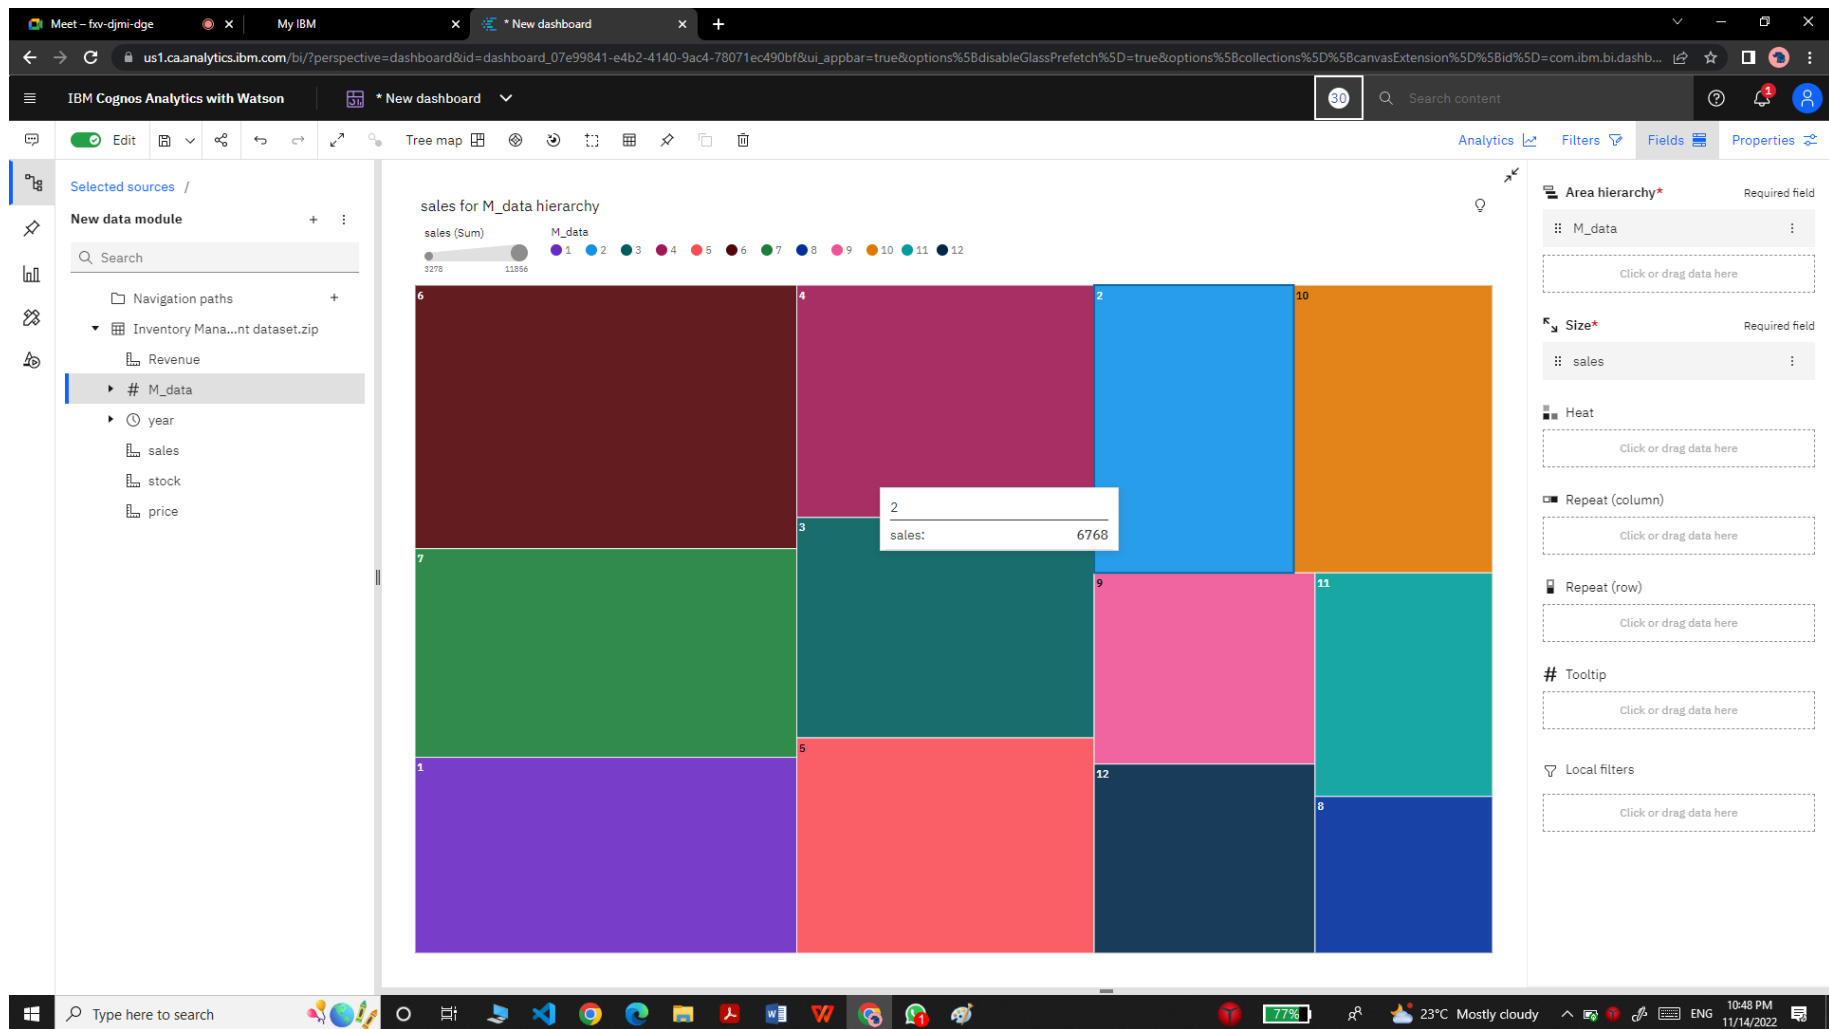 Meet – fxv-djmi-dge
My IBM
* New dashboard
us1.ca.analytics.ibm.com/bi/?perspective=dashboard&id=dashboard_07e99841-e4b2-4140-9ac4-78071ec490bf&ui_appbar=true&options%5BdisableGlassPrefetch%5D=true&options%5Bcollections%5D%5BcanvasExtension%5D%5Bid%5D=com.ibm.bi.dashb...
IBM Cognos Analytics with Watson
* New dashboard
30
Search content
1
Edit
Tree map
Analytics
Filters
Fields
Properties
Selected sources /
New data module
Search
Navigation paths
Inventory Mana...nt dataset.zip
Revenue
M_data
year
sales
stock
price
sales for M_data hierarchy
sales (Sum)
3278 11856
M_data
1 2 3 4 5 6 7 8 9 10 11 12
6
4
2
10
2
sales: 6768
3
7
9
11
5
1
12
8
Area hierarchy* Required field
M_data
Click or drag data here
Size* Required field
sales
Heat
Click or drag data here
Repeat (column)
Click or drag data here
Repeat (row)
Click or drag data here
Tooltip
Click or drag data here
Local filters
Click or drag data here
Type here to search
1
77%
23°C Mostly cloudy
ENG
10:48 PM
11/14/2022